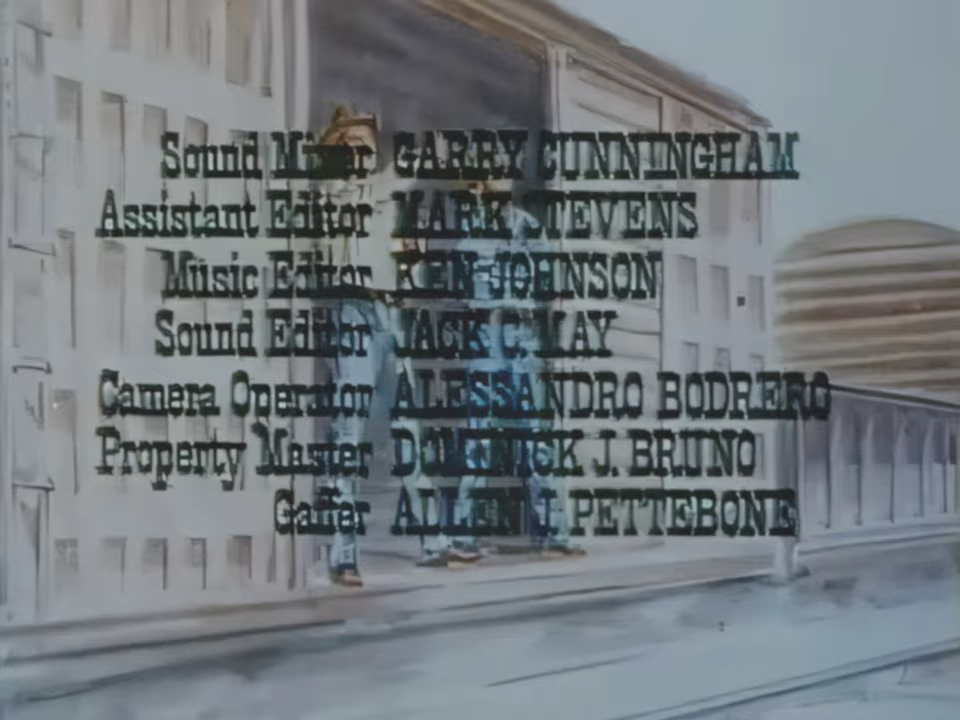 Sound Mixer GARRY CUNNINGHAM
Assistant Editor MARK STEVENS
Music Editor KEN JOHNSON
Sound Editor JACK C. MAY
Camera Operator ALESSANDRO BODRERO
Property Master DOMINICK J. BRUNO
Gaffer ALLEN J. PETTEBONE